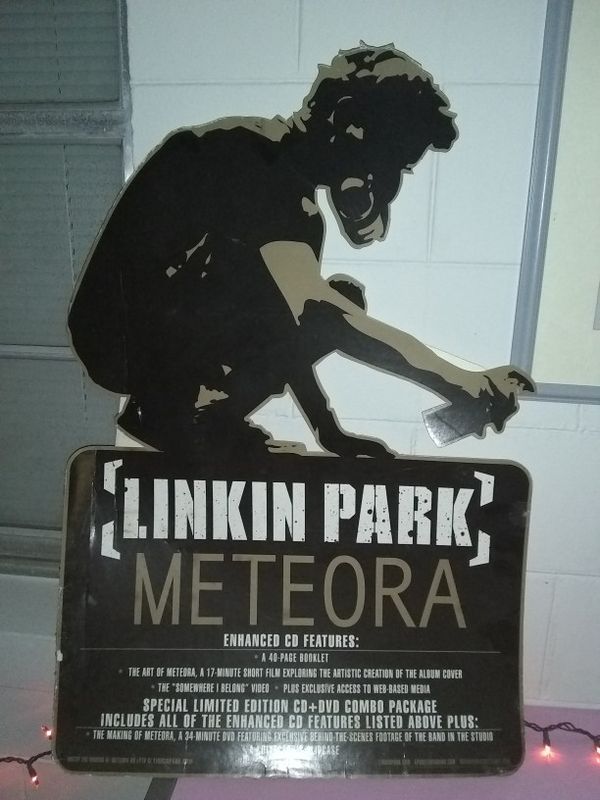 [LINKIN PARK]
METEORA
ENHANCED CD FEATURES:
• A 40-PAGE BOOKLET
• THE ART OF METEORA, A 17-MINUTE SHORT FILM EXPLORING THE ARTISTIC CREATION OF THE ALBUM COVER
• THE "SOMEWHERE I BELONG" VIDEO • PLUS EXCLUSIVE ACCESS TO WEB-BASED MEDIA
SPECIAL LIMITED EDITION CD+DVD COMBO PACKAGE
INCLUDES ALL OF THE ENHANCED CD FEATURES LISTED ABOVE PLUS:
• THE MAKING OF METEORA, A 34-MINUTE DVD FEATURING EXCLUSIVE BEHIND-THE-SCENES FOOTAGE OF THE BAND IN THE STUDIO